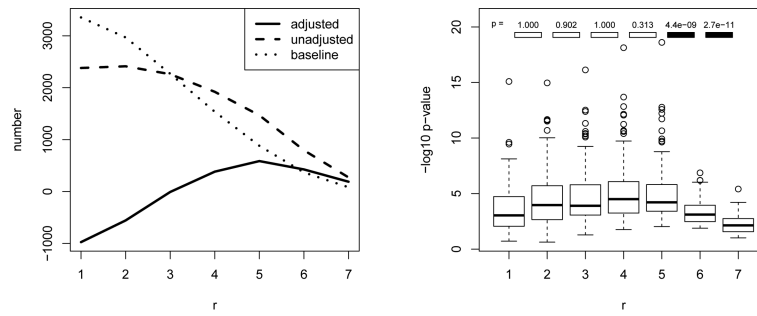 adjusted
unadjusted
baseline
number
−1000
0
1000
2000
3000
1 2 3 4 5 6 7
r
p = 1.000 0.902 1.000 0.313 4.4e−09 2.7e−11
−log10 p−value
0
5
10
15
20
1 2 3 4 5 6 7
r